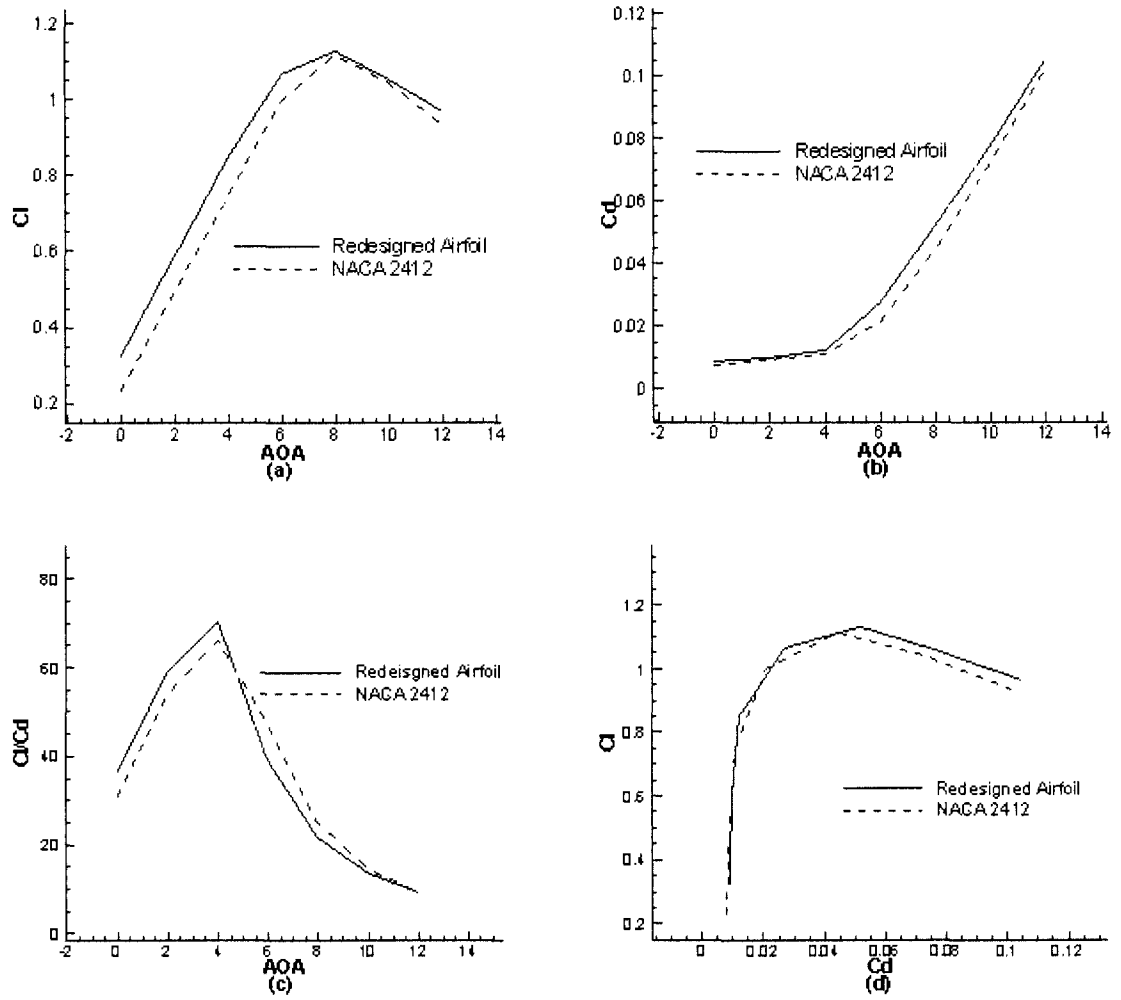 1.2
1
0.8
0.6
0.4
0.2
Cl
Redesigned Airfoil
NACA 2412
-2 0 2 4 6 8 10 12 14
AOA
(a)
0.12
0.1
0.08
0.06
0.04
0.02
0
Cd
Redesigned Airfoil
NACA 2412
-2 0 2 4 6 8 10 12 14
AOA
(b)
80
60
40
20
0
Cl/Cd
Redeisgned Airfoil
NACA 2412
-2 0 2 4 6 8 10 12
AOA
(c)
1.2
1
0.8
0.6
0.4
0.2
Cl
Redesigned Airfoil
NACA 2412
0 0.02 0.04 0.06 0.08 0.1 0.12
Cd
(d)